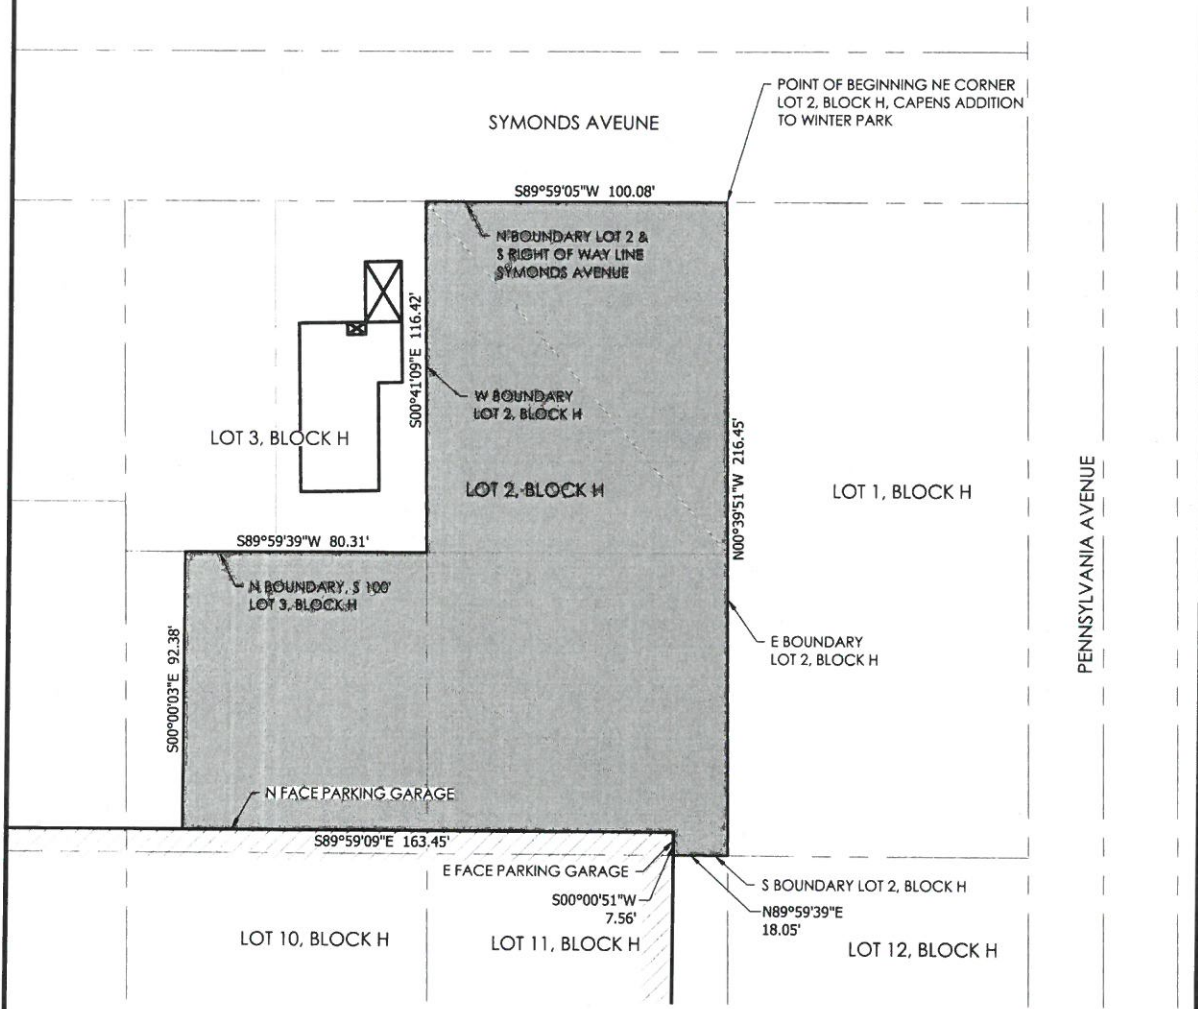 POINT OF BEGINNING NE CORNER
LOT 2, BLOCK H, CAPENS ADDITION
TO WINTER PARK
SYMONDS AVEUNE
S89°59'05"W 100.08'
N BOUNDARY LOT 2 &
S RIGHT OF WAY LINE
SYMONDS AVENUE
S00°41'09"E 116.42'
W BOUNDARY
LOT 2, BLOCK H
LOT 3, BLOCK H
LOT 2, BLOCK H
N00°39'51"W 216.45'
LOT 1, BLOCK H
PENNSYLVANIA AVENUE
S89°59'39"W 80.31'
N BOUNDARY, S 100'
LOT 3, BLOCK H
E BOUNDARY
LOT 2, BLOCK H
S00°00'03"E 92.38'
N FACE PARKING GARAGE
S89°59'09"E 163.45'
E FACE PARKING GARAGE
S00°00'51"W
7.56'
S BOUNDARY LOT 2, BLOCK H
N89°59'39"E
18.05'
LOT 10, BLOCK H
LOT 11, BLOCK H
LOT 12, BLOCK H